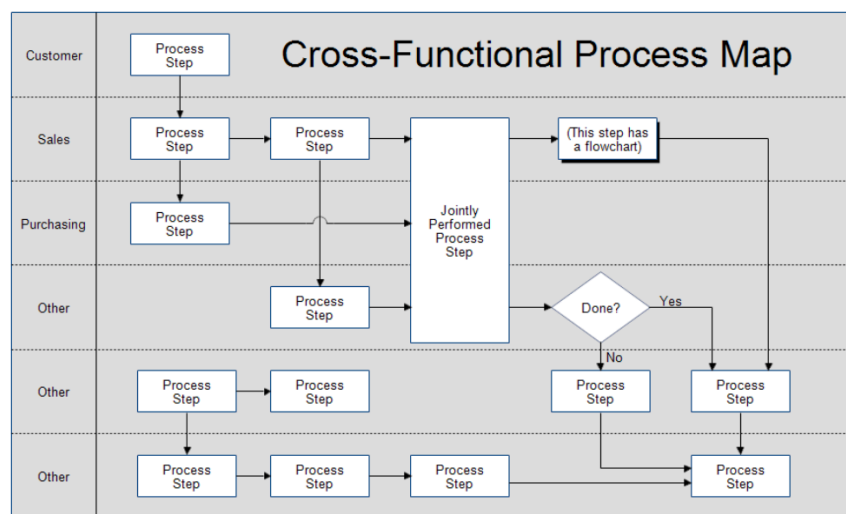 Cross-Functional Process Map
Customer
Process
Step
Sales
Process
Step
Process
Step
(This step has
a flowchart)
Purchasing
Process
Step
Jointly
Performed
Process
Step
Other
Process
Step
Done?
Yes
No
Other
Process
Step
Process
Step
Process
Step
Process
Step
Other
Process
Step
Process
Step
Process
Step
Process
Step